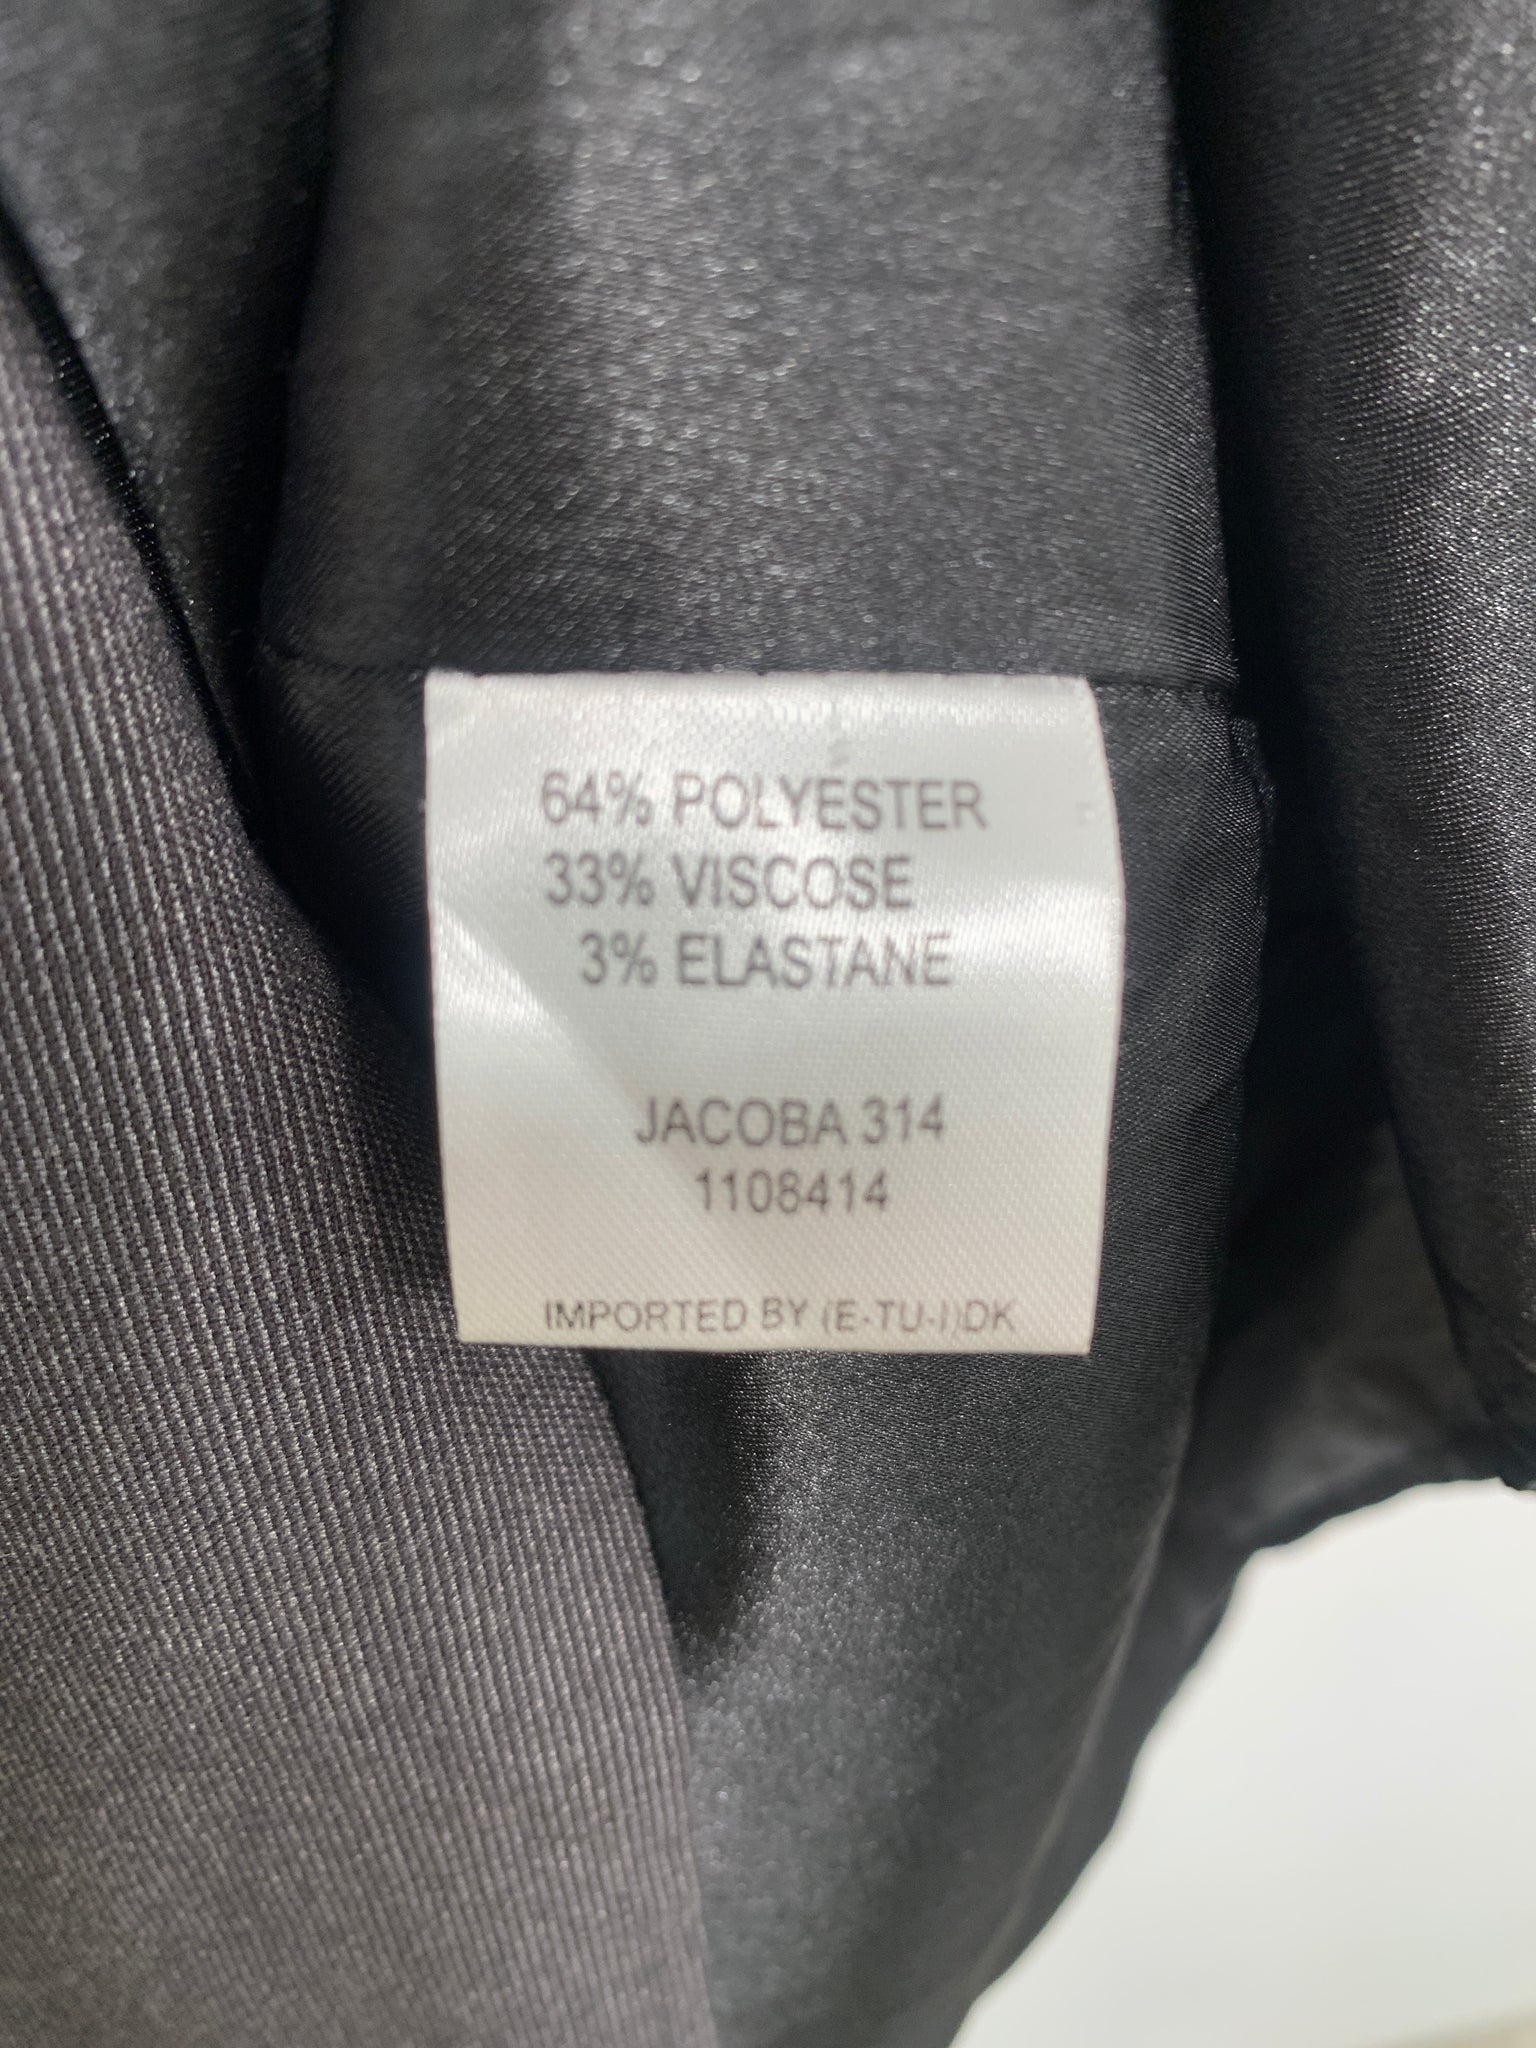 64% POLYESTER
33% VISCOSE
3% ELASTANE
JACOBA 314
1108414
IMPORTED BY (E-TU-I)DK